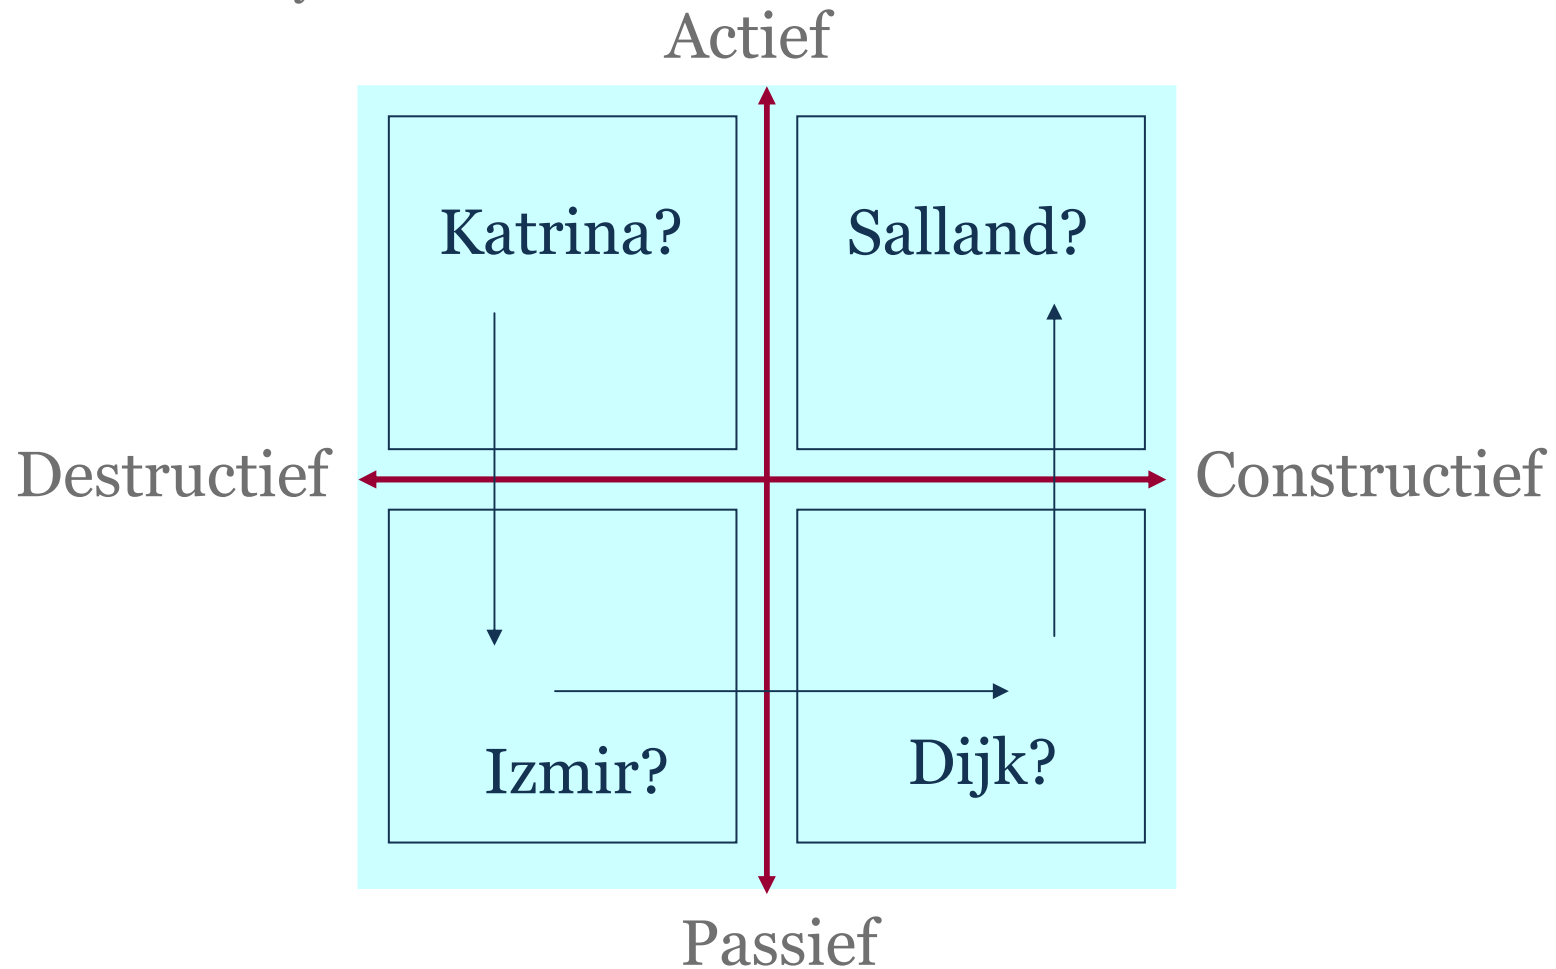 Actief
Katrina?
Salland?
Destructief
Constructief
Izmir?
Dijk?
Passief